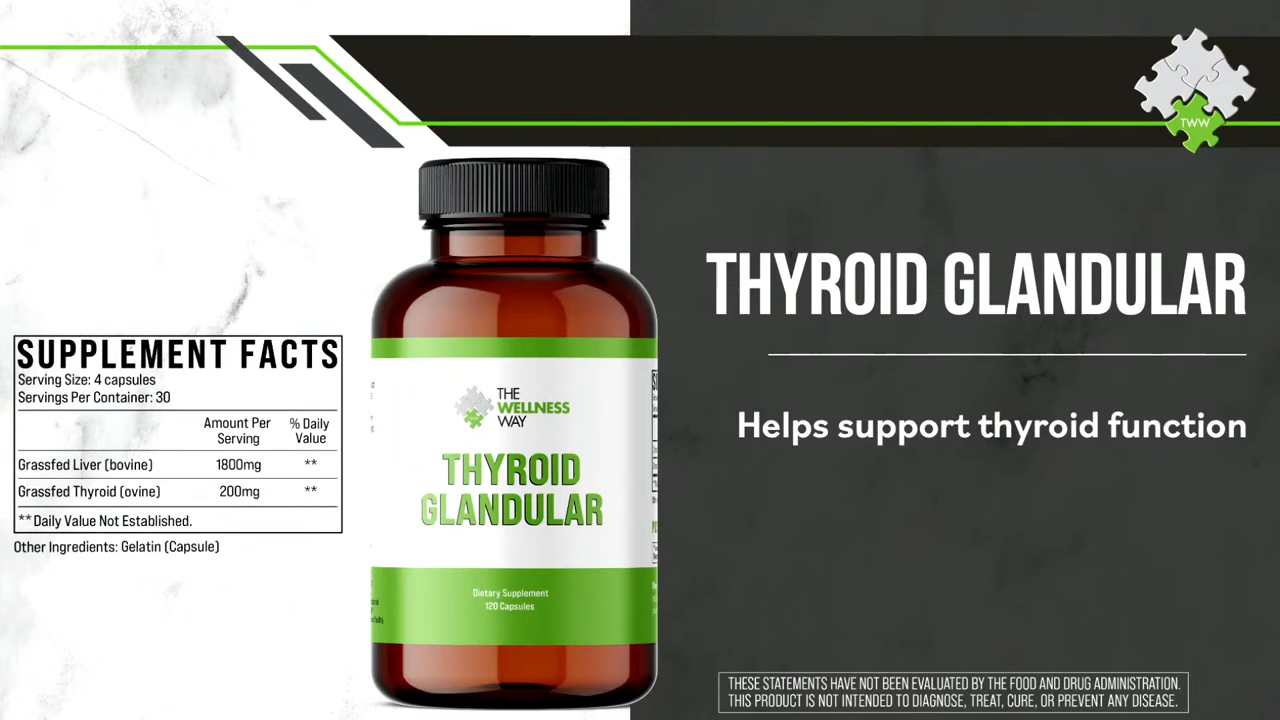 TWW
THYROID GLANDULAR
Helps support thyroid function
SUPPLEMENT FACTS
Serving Size: 4 capsules
Servings Per Container: 30
Amount Per Serving
% Daily Value
Grassfed Liver (bovine) 1800mg **
Grassfed Thyroid (ovine) 200mg **
**Daily Value Not Established.
Other Ingredients: Gelatin (Capsule)
THE
WELLNESS
WAY
THYROID
GLANDULAR
Dietary Supplement
120 Capsules
THESE STATEMENTS HAVE NOT BEEN EVALUATED BY THE FOOD AND DRUG ADMINISTRATION.
THIS PRODUCT IS NOT INTENDED TO DIAGNOSE, TREAT, CURE, OR PREVENT ANY DISEASE.